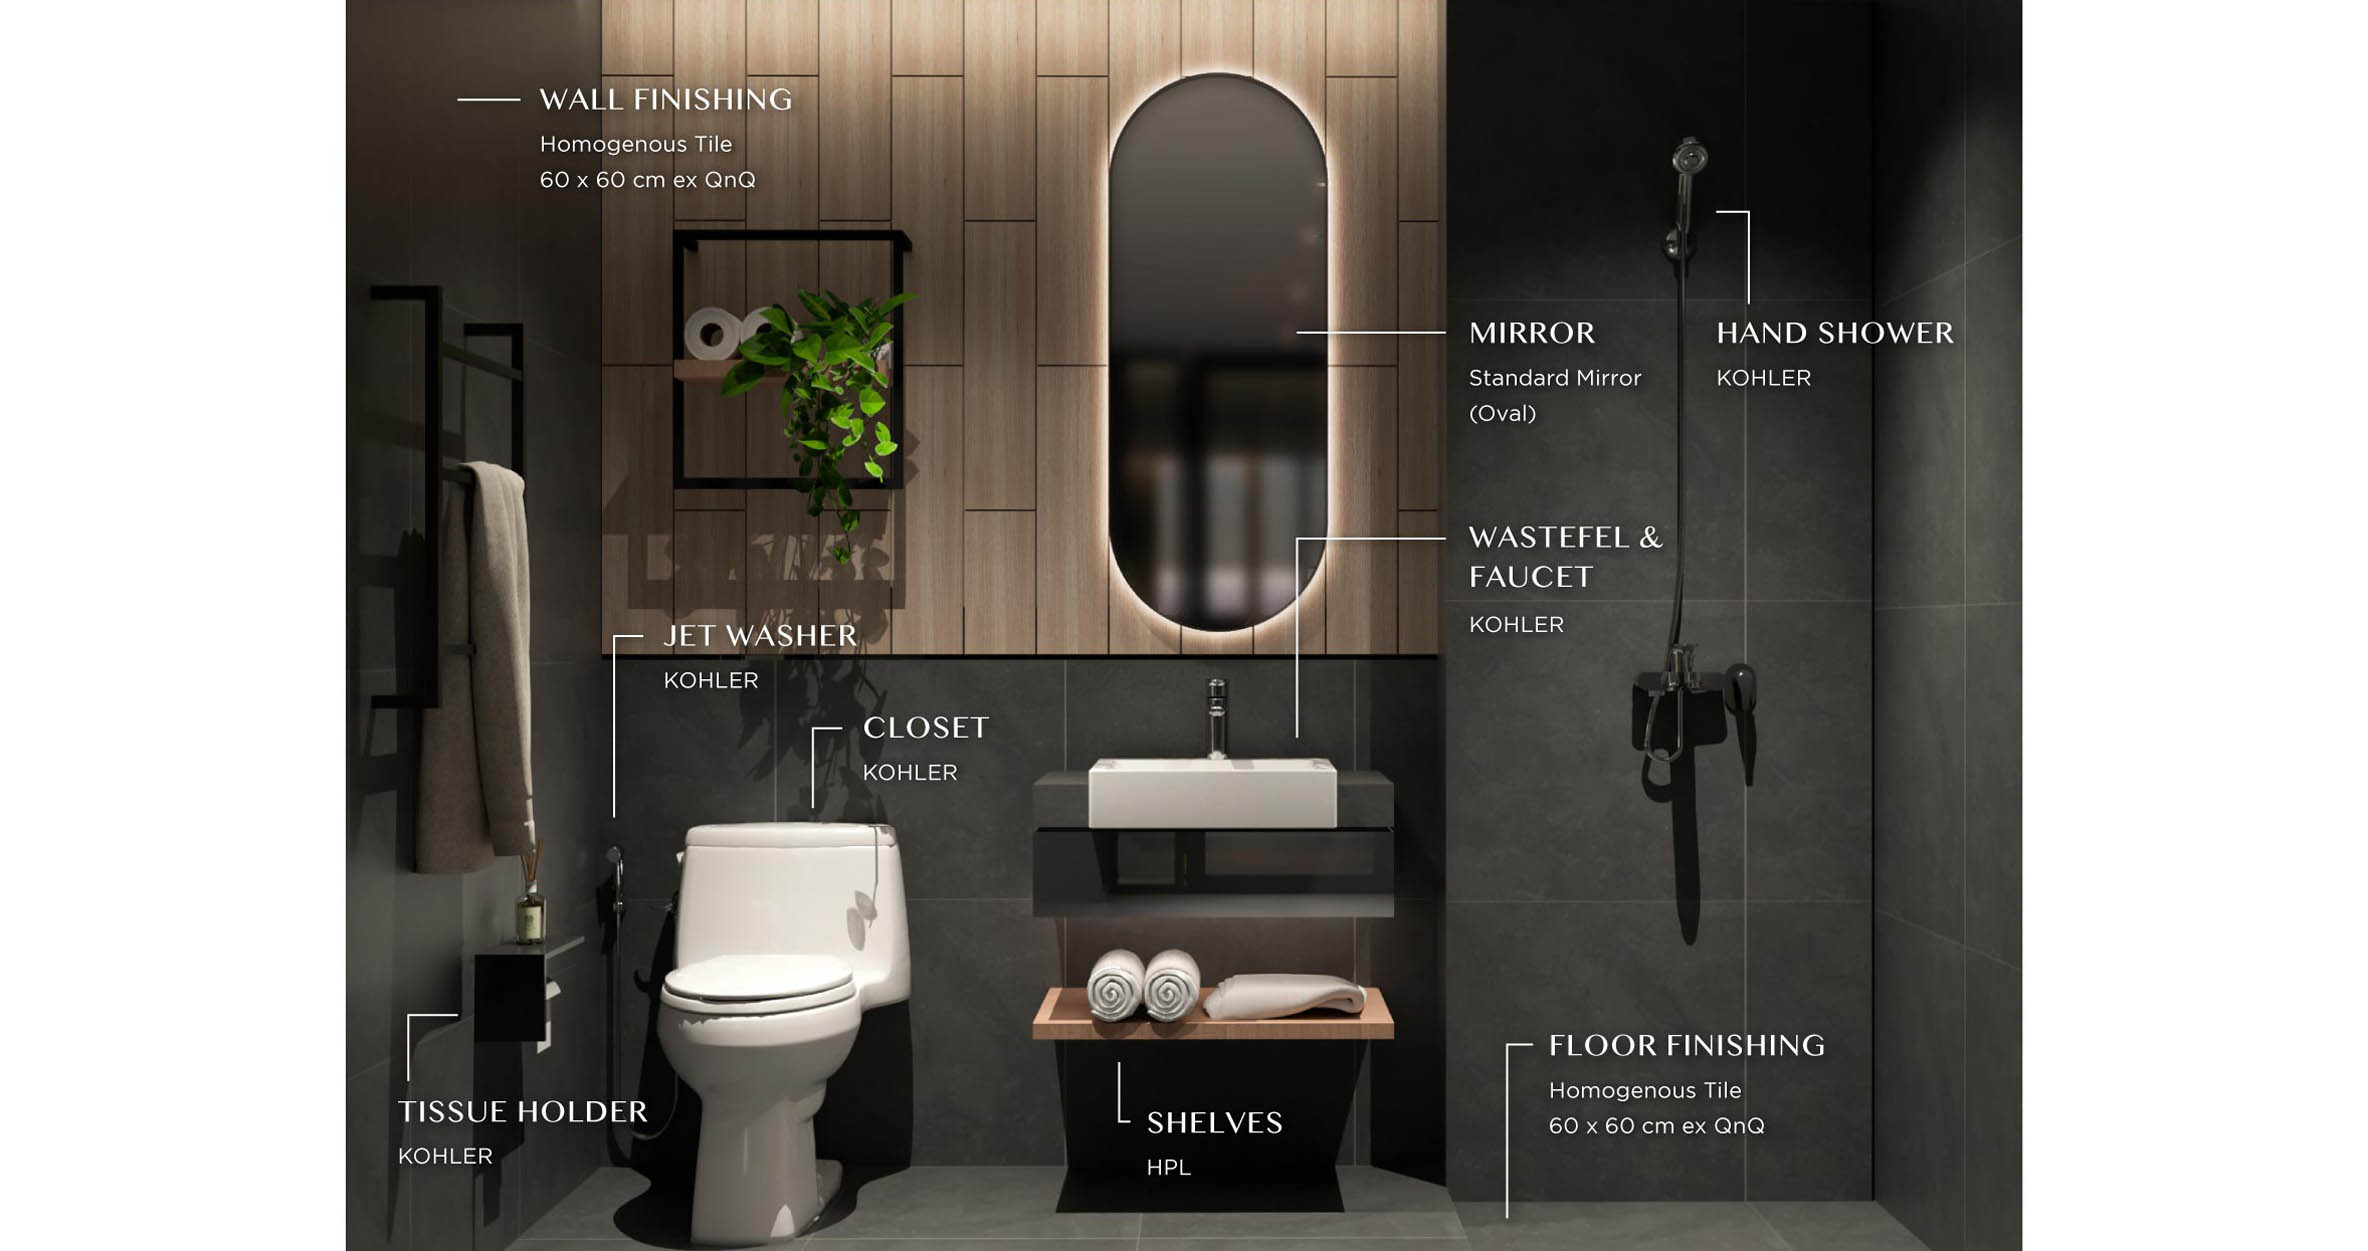 WALL FINISHING
Homogenous Tile
60 x 60 cm ex QnQ
MIRROR
Standard Mirror
(Oval)
HAND SHOWER
KOHLER
WASTEFEL &
FAUCET
KOHLER
JET WASHER
KOHLER
CLOSET
KOHLER
TISSUE HOLDER
KOHLER
SHELVES
HPL
FLOOR FINISHING
Homogenous Tile
60 x 60 cm ex QnQ